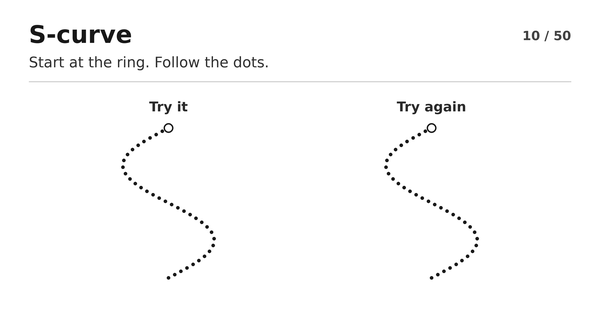 S-curve
10 / 50
Start at the ring. Follow the dots.
Try it
Try again